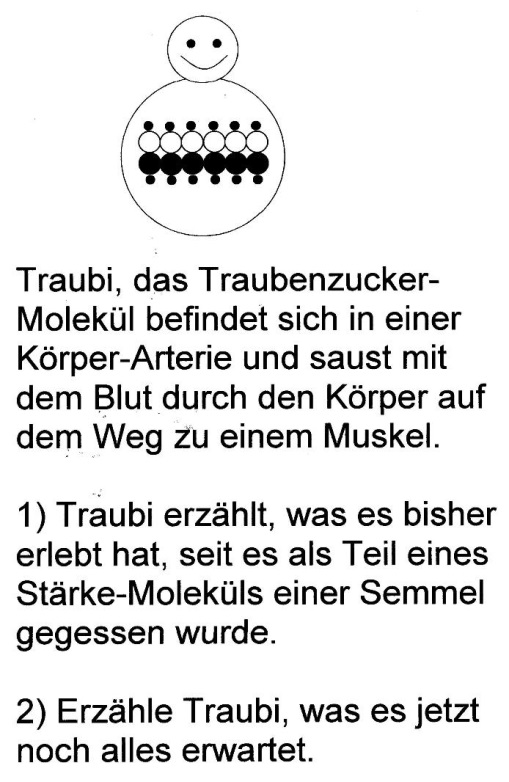 Traubi, das Traubenzucker-
Molekül befindet sich in einer
Körper-Arterie und saust mit
dem Blut durch den Körper auf
dem Weg zu einem Muskel.
1) Traubi erzählt, was es bisher
erlebt hat, seit es als Teil eines
Stärke-Moleküls einer Semmel
gegessen wurde.
2) Erzähle Traubi, was es jetzt
noch alles erwartet.